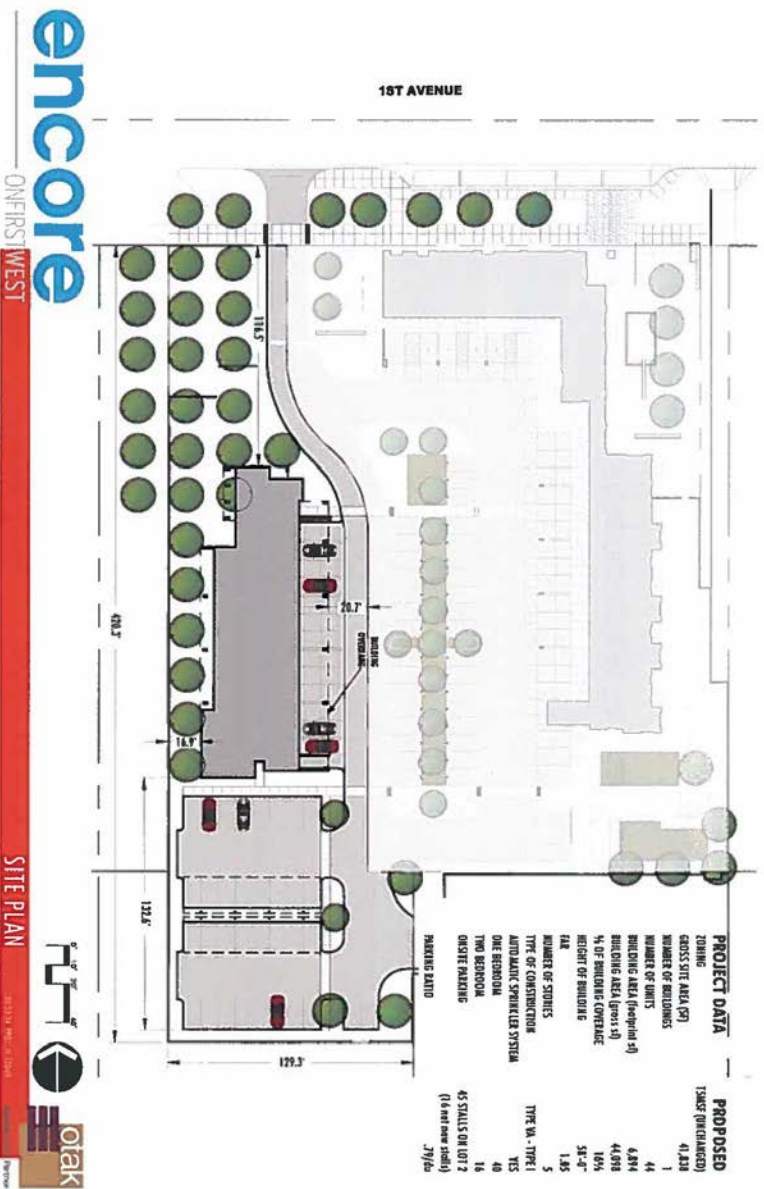 1ST AVENUE
116.5'
20.7'
BUILDING
OVERHANG
420.3'
16.9'
132.6'
129.3'
PROJECT DATA PROPOSED
ZONING TSMSF (UNCHANGED)
GROSS SITE AREA (SF) 41,838
NUMBER OF BUILDINGS 1
NUMBER OF UNITS 44
BUILDING AREA (footprint sf) 6,894
BUILDING AREA (gross sf) 44,098
% OF BUILDING COVERAGE 16%
HEIGHT OF BUILDING 58'-0"
FAR 1.05
NUMBER OF STORIES 5
TYPE OF CONSTRUCTION TYPE VA - TYPE I
AUTOMATIC SPRINKLER SYSTEM YES
ONE BEDROOM 40
TWO BEDROOM 16
ONSITE PARKING 45 STALLS ON LOT 2
(16 net new stalls)
PARKING RATIO .79/du
encore
ONFIRSTWEST
SITE PLAN
otak